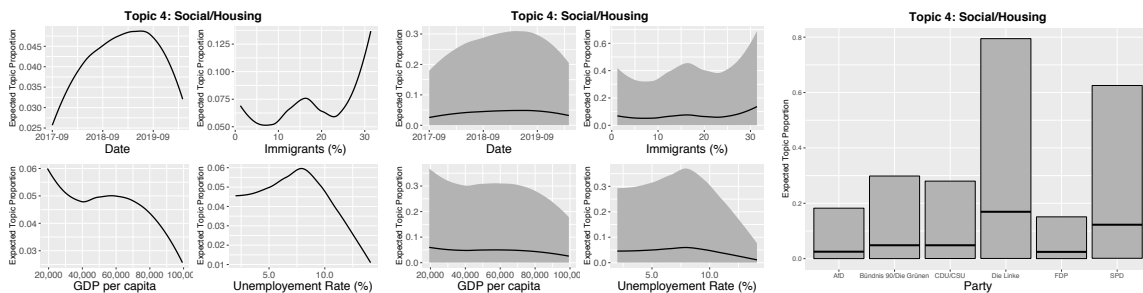 Topic 4: Social/Housing
Expected Topic Proportion
0.045
0.040
0.035
0.030
0.025
2017-09 2018-09 2019-09
Date
Expected Topic Proportion
0.125
0.100
0.075
0.050
0 10 20 30
Immigrants (%)
Expected Topic Proportion
0.06
0.05
0.04
0.03
20,000 40,000 60,000 80,000 100,00
GDP per capita
Expected Topic Proportion
0.06
0.05
0.04
0.03
0.02
0.01
5.0 10.0
Unemployement Rate (%)
Topic 4: Social/Housing
Expected Topic Proportion
0.3
0.2
0.1
0.0
2017-09 2018-09 2019-09
Date
Expected Topic Proportion
0.6
0.4
0.2
0.0
0 10 20 30
Immigrants (%)
Expected Topic Proportion
0.3
0.2
0.1
0.0
20,000 40,000 60,000 80,000 100,00
GDP per capita
Expected Topic Proportion
0.3
0.2
0.1
0.0
5.0 10.0
Unemployement Rate (%)
Topic 4: Social/Housing
Expected Topic Proportion
0.8
0.6
0.4
0.2
0.0
AfD Bündnis 90/Die Grünen CDU/CSU Die Linke FDP SPD
Party